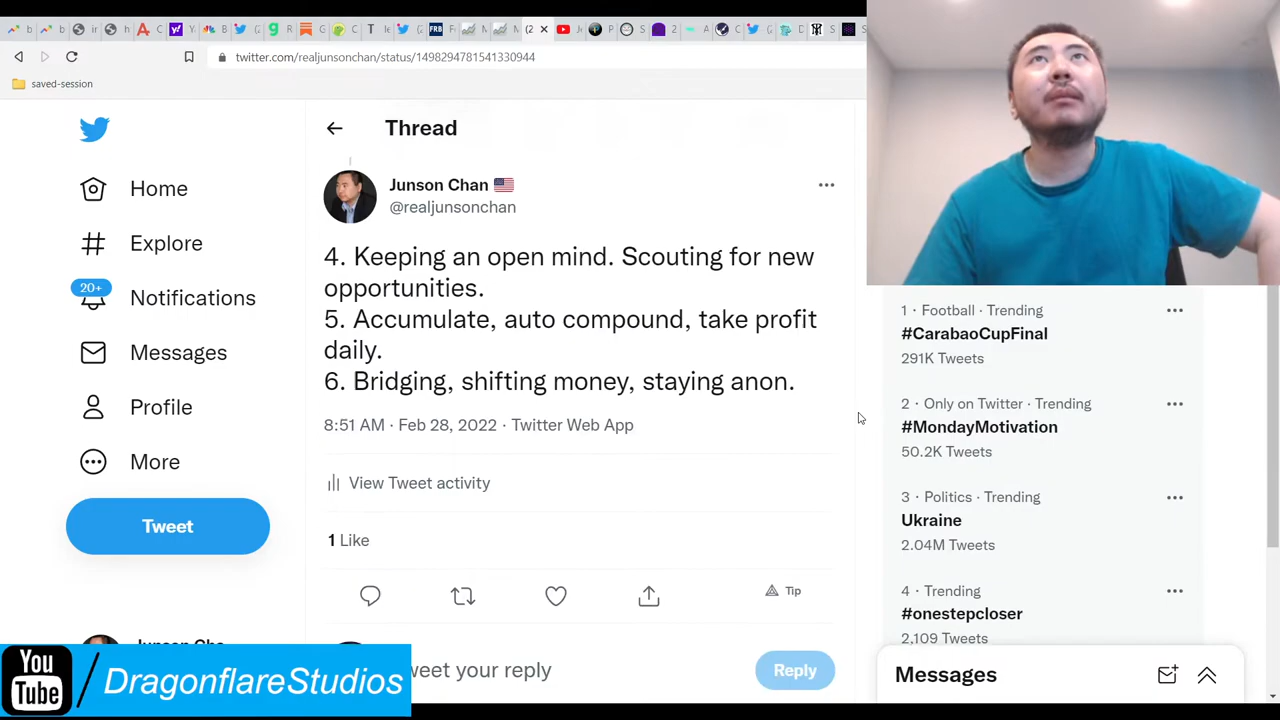 twitter.com/realjunsonchan/status/1498294781541330944
saved-session
Thread
Home
Explore
20+
Notifications
Messages
Profile
More
Tweet
Junson Chan 🇺🇸
@realjunsonchan
4. Keeping an open mind. Scouting for new
opportunities.
5. Accumulate, auto compound, take profit
daily.
6. Bridging, shifting money, staying anon.
8:51 AM · Feb 28, 2022 · Twitter Web App
View Tweet activity
1 Like
Tip
weet your reply
Reply
1 · Football · Trending
#CarabaoCupFinal
291K Tweets
2 · Only on Twitter · Trending
#MondayMotivation
50.2K Tweets
3 · Politics · Trending
Ukraine
2.04M Tweets
4 · Trending
#onestepcloser
2,109 Tweets
Messages
You
Tube
/DragonflareStudios